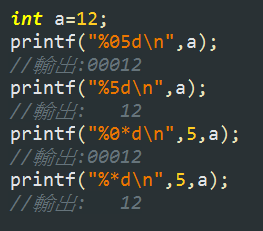 int a=12;
printf("%05d\n",a);
//輸出:00012
printf("%5d\n",a);
//輸出:   12
printf("%0*d\n",5,a);
//輸出:00012
printf("%*d\n",5,a);
//輸出:   12